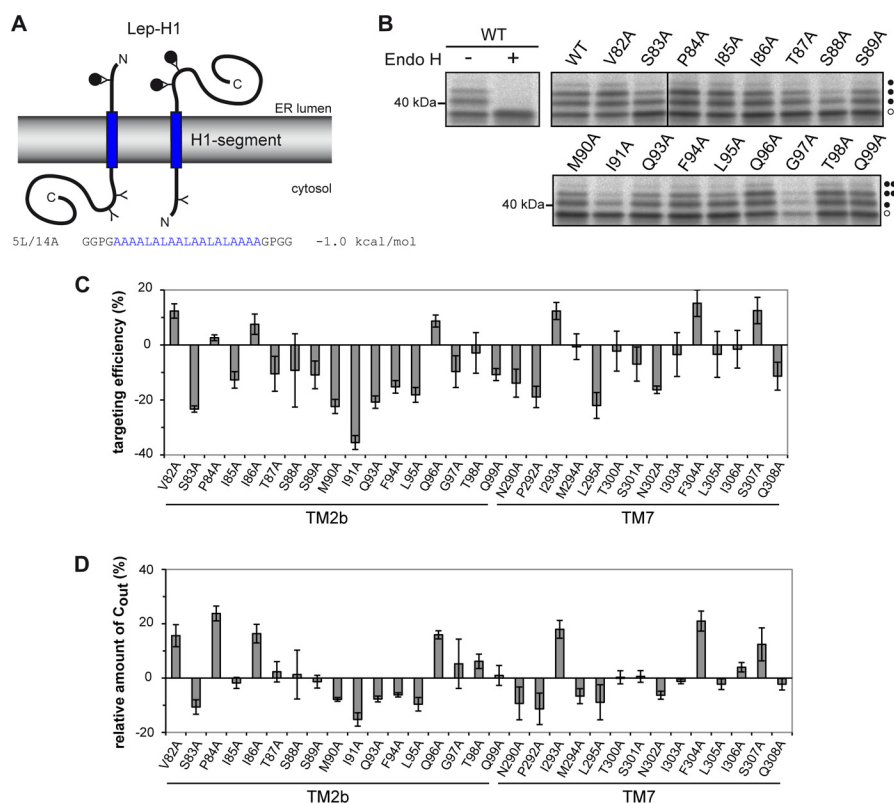 A
Lep-H1
N
C
ER lumen
H1-segment
cytosol
C
N
5L/14A GGPGAAAALALAALAALALAAAAGPGG -1.0 kcal/mol
B
WT
Endo H - +
40 kDa
WT V82A S83A P84A I85A I86A T87A S88A S89A
M90A I91A Q93A F94A L95A Q96A G97A T98A Q99A
40 kDa
C
targeting efficiency (%)
20
0
-20
-40
V82A S83A P84A I85A I86A T87A S88A S89A M90A I91A Q93A F94A L95A Q96A G97A T98A Q99A N290A P292A I293A M294A L295A T300A S301A N302A I303A F304A L305A I306A S307A Q308A
TM2b TM7
D
relative amount of Cout (%)
40
20
0
-20
V82A S83A P84A I85A I86A T87A S88A S89A M90A I91A Q93A F94A L95A Q96A G97A T98A Q99A N290A P292A I293A M294A L295A T300A S301A N302A I303A F304A L305A I306A S307A Q308A
TM2b TM7